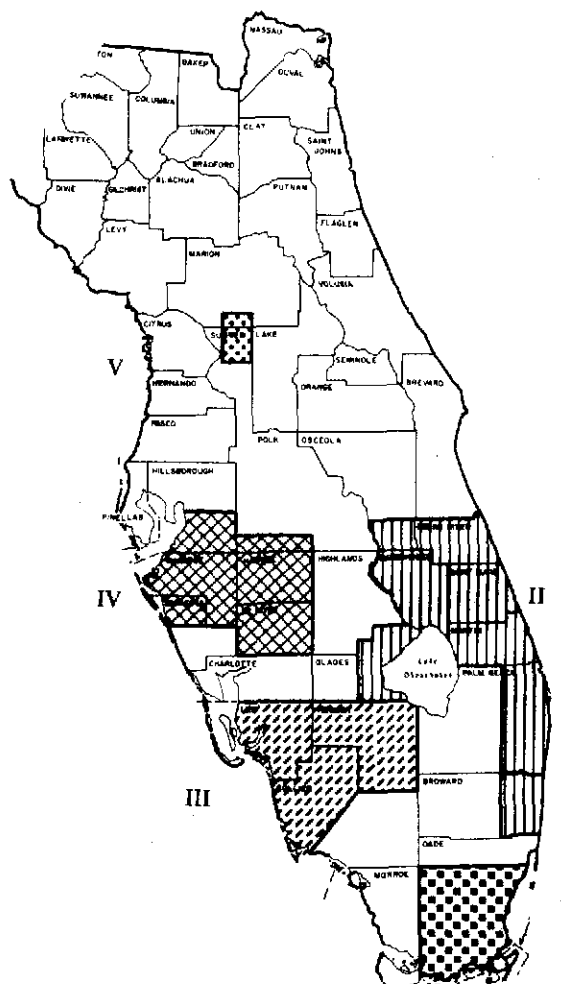 NASSAU
BAKER
DUVAL
SUWANNEE
COLUMBIA
UNION
CLAY
SAINT
JOHNS
LAFAYETTE
BRADFORD
DIXIE
GILCHRIST
ALACHUA
PUTNAM
FLAGLER
LEVY
MARION
VOLUSIA
CITRUS
LAKE
V
SEMINOLE
HERNANDO
ORANGE
BREVARD
PASCO
POLK
OSCEOLA
HILLSBOROUGH
PINELLAS
HIGHLANDS
IV
II
CHARLOTTE
GLADES
Lake
Okeechobee
PALM BEACH
III
BROWARD
DADE
MONROE